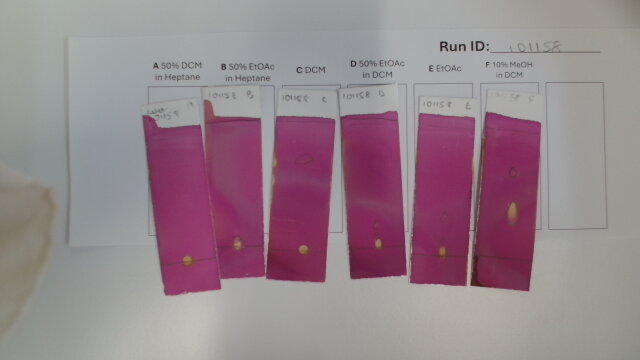 Run ID: 101158
A 50% DCM
in Heptane
B 50% EtOAc
in Heptane
C DCM
D 50% EtOAc
in DCM
E EtOAc
F 10% MeOH
in DCM
101158 B
101158 C
101158 D
101158 E
101158 F